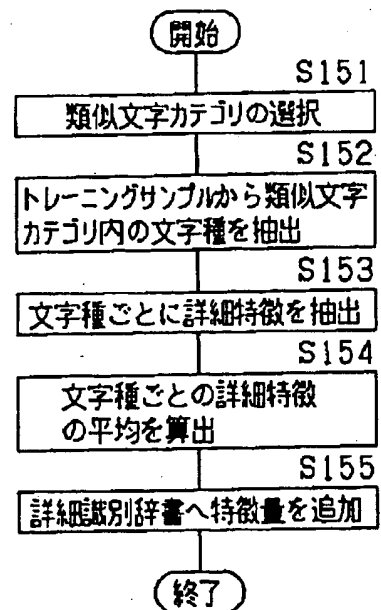 開始
S151
類似文字カテゴリの選択
S152
トレーニングサンプルから類似文字
カテゴリ内の文字種を抽出
S153
文字種ごとに詳細特徴を抽出
S154
文字種ごとの詳細特徴
の平均を算出
S155
詳細識別辞書へ特徴量を追加
終了